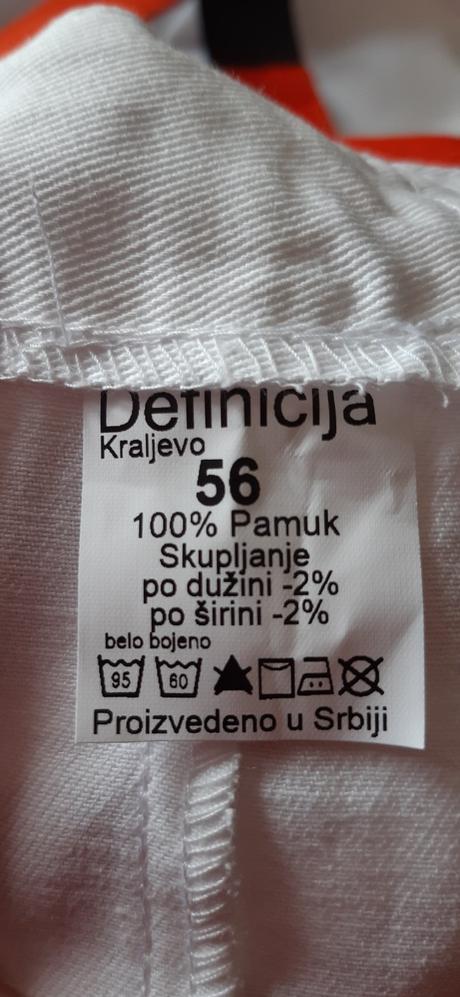 Definicija
Kraljevo
56
100% Pamuk
Skupljanje
po dužini -2%
po širini -2%
belo bojeno
95 60
Proizvedeno u Srbiji